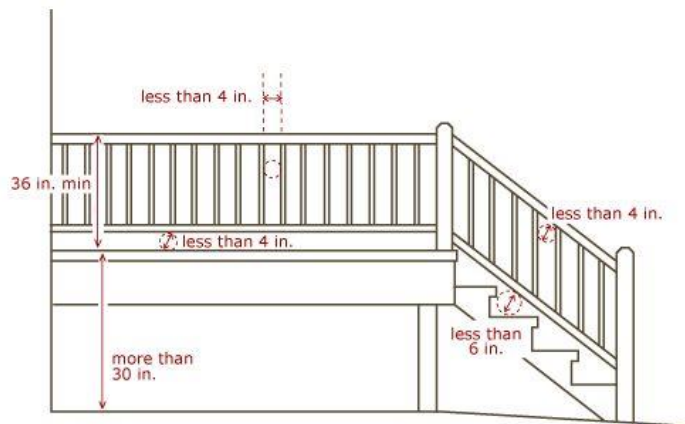 less than 4 in.
36 in. min
less than 4 in.
less than 4 in.
less than
6 in.
more than
30 in.